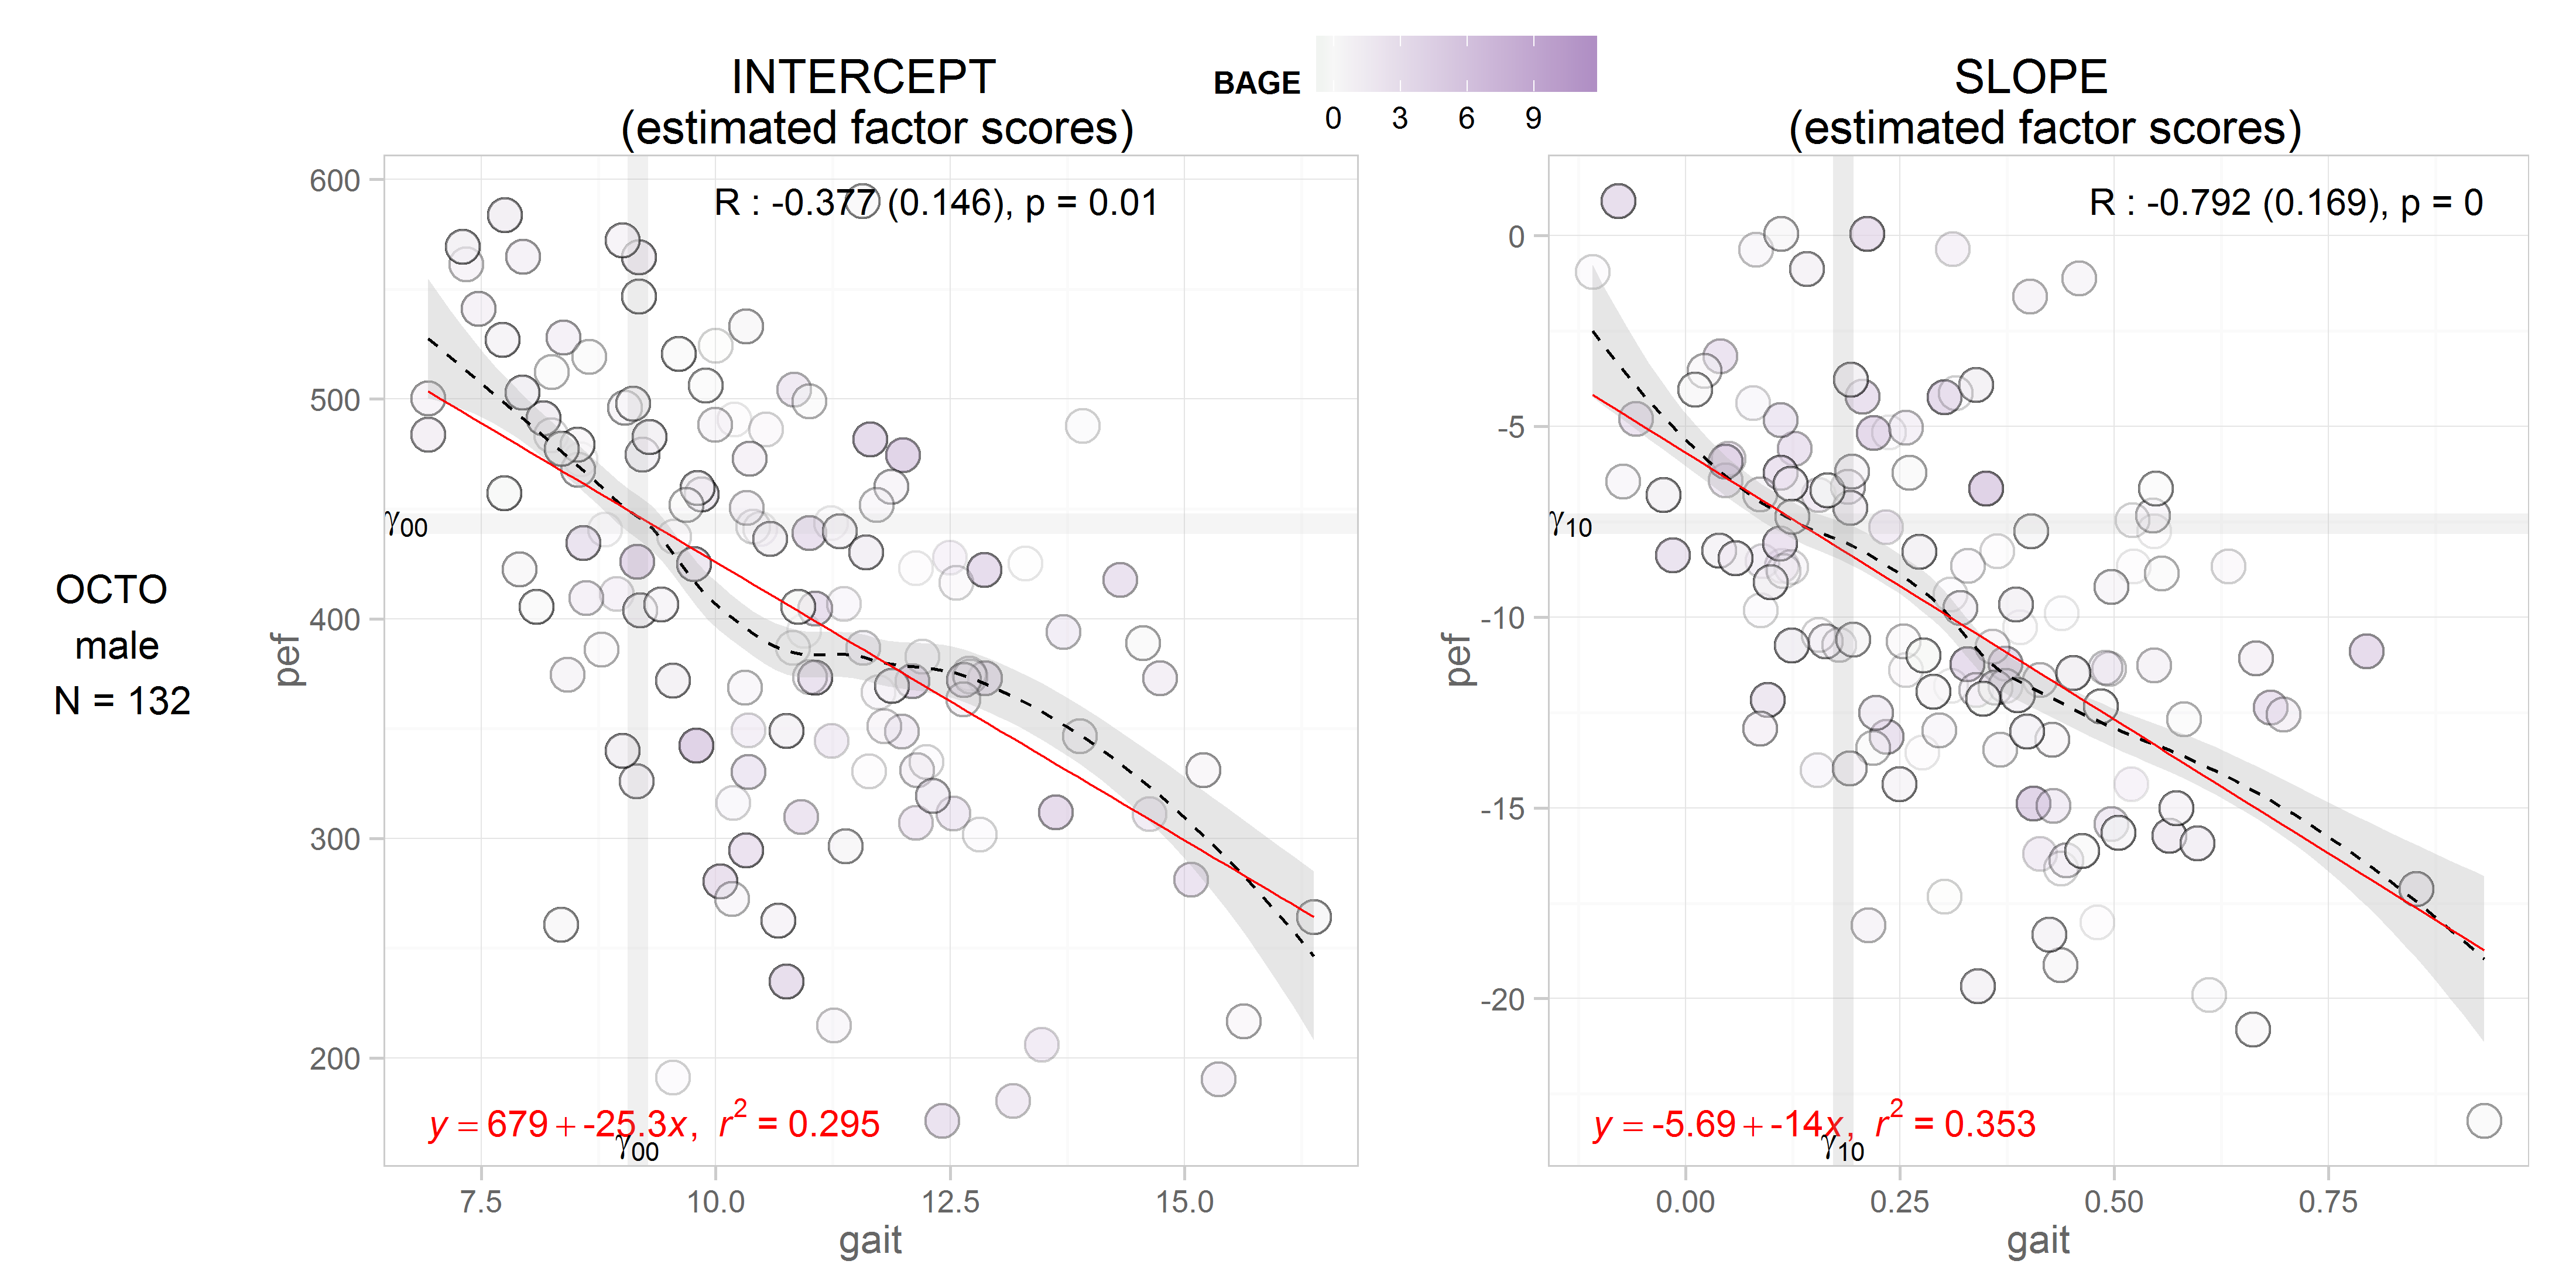 INTERCEPT
(estimated factor scores)
BAGE
0 3 6 9
SLOPE
(estimated factor scores)
OCTO
male
N = 132
pef
600
500
400
300
200
R : -0.377 (0.146), p = 0.01
γ00
y = 679 + -25.3x, r² = 0.295
γ00
7.5 10.0 12.5 15.0
gait
pef
0
-5
-10
-15
-20
R : -0.792 (0.169), p = 0
γ10
y = -5.69 + -14x, r² = 0.353
γ10
0.00 0.25 0.50 0.75
gait